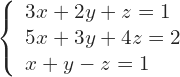 3x + 2y + z = 1
5x + 3y + 4z = 2
x + y - z = 1